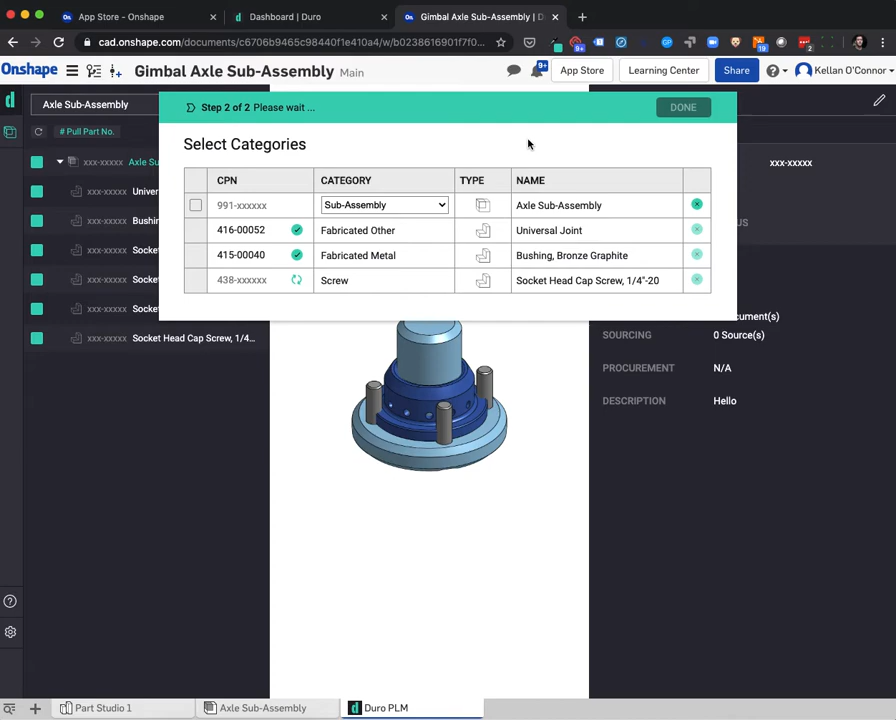 App Store - Onshape
Dashboard | Duro
Gimbal Axle Sub-Assembly | D
cad.onshape.com/documents/c6706b9465c98440f1e410a4/w/b0238616901f7f0...
Onshape
Gimbal Axle Sub-Assembly Main
App Store
Learning Center
Share
Kellan O'Connor
Axle Sub-Assembly
Step 2 of 2 Please wait ...
DONE
# Pull Part No.
Select Categories
CPN CATEGORY TYPE NAME
991-xxxxxx Sub-Assembly Axle Sub-Assembly
416-00052 Fabricated Other Universal Joint
415-00040 Fabricated Metal Bushing, Bronze Graphite
438-xxxxxx Screw Socket Head Cap Screw, 1/4"-20
xxx-xxxxx Axle Su
xxx-xxxxx Univer
xxx-xxxxx Bushi
xxx-xxxxx Socket
xxx-xxxxx Socket
xxx-xxxxx Socket
xxx-xxxxx Socket Head Cap Screw, 1/4...
xxx-xxxxx
US
cument(s)
SOURCING 0 Source(s)
PROCUREMENT N/A
DESCRIPTION Hello
Part Studio 1
Axle Sub-Assembly
Duro PLM